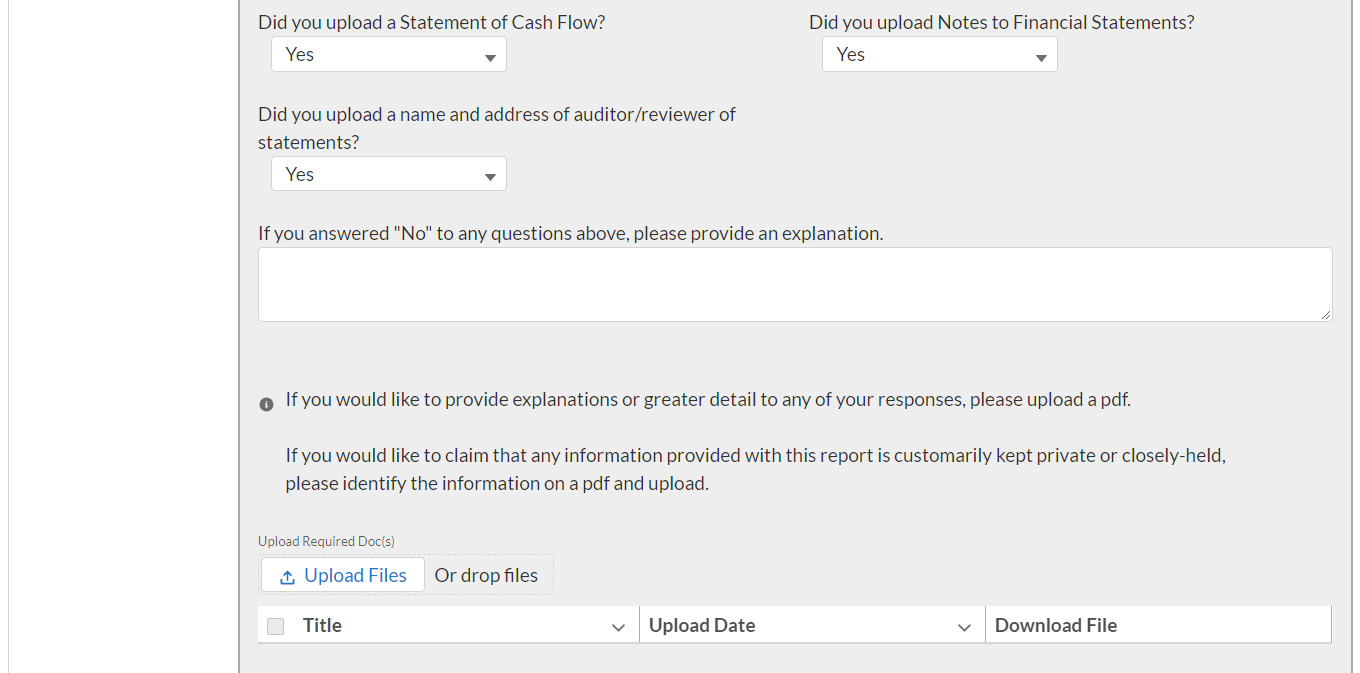 Did you upload a Statement of Cash Flow?
Did you upload Notes to Financial Statements?
Yes
Yes
Did you upload a name and address of auditor/reviewer of
statements?
Yes
If you answered "No" to any questions above, please provide an explanation.
If you would like to provide explanations or greater detail to any of your responses, please upload a pdf.
If you would like to claim that any information provided with this report is customarily kept private or closely-held,
please identify the information on a pdf and upload.
Upload Required Doc(s)
Upload Files Or drop files
Title Upload Date Download File